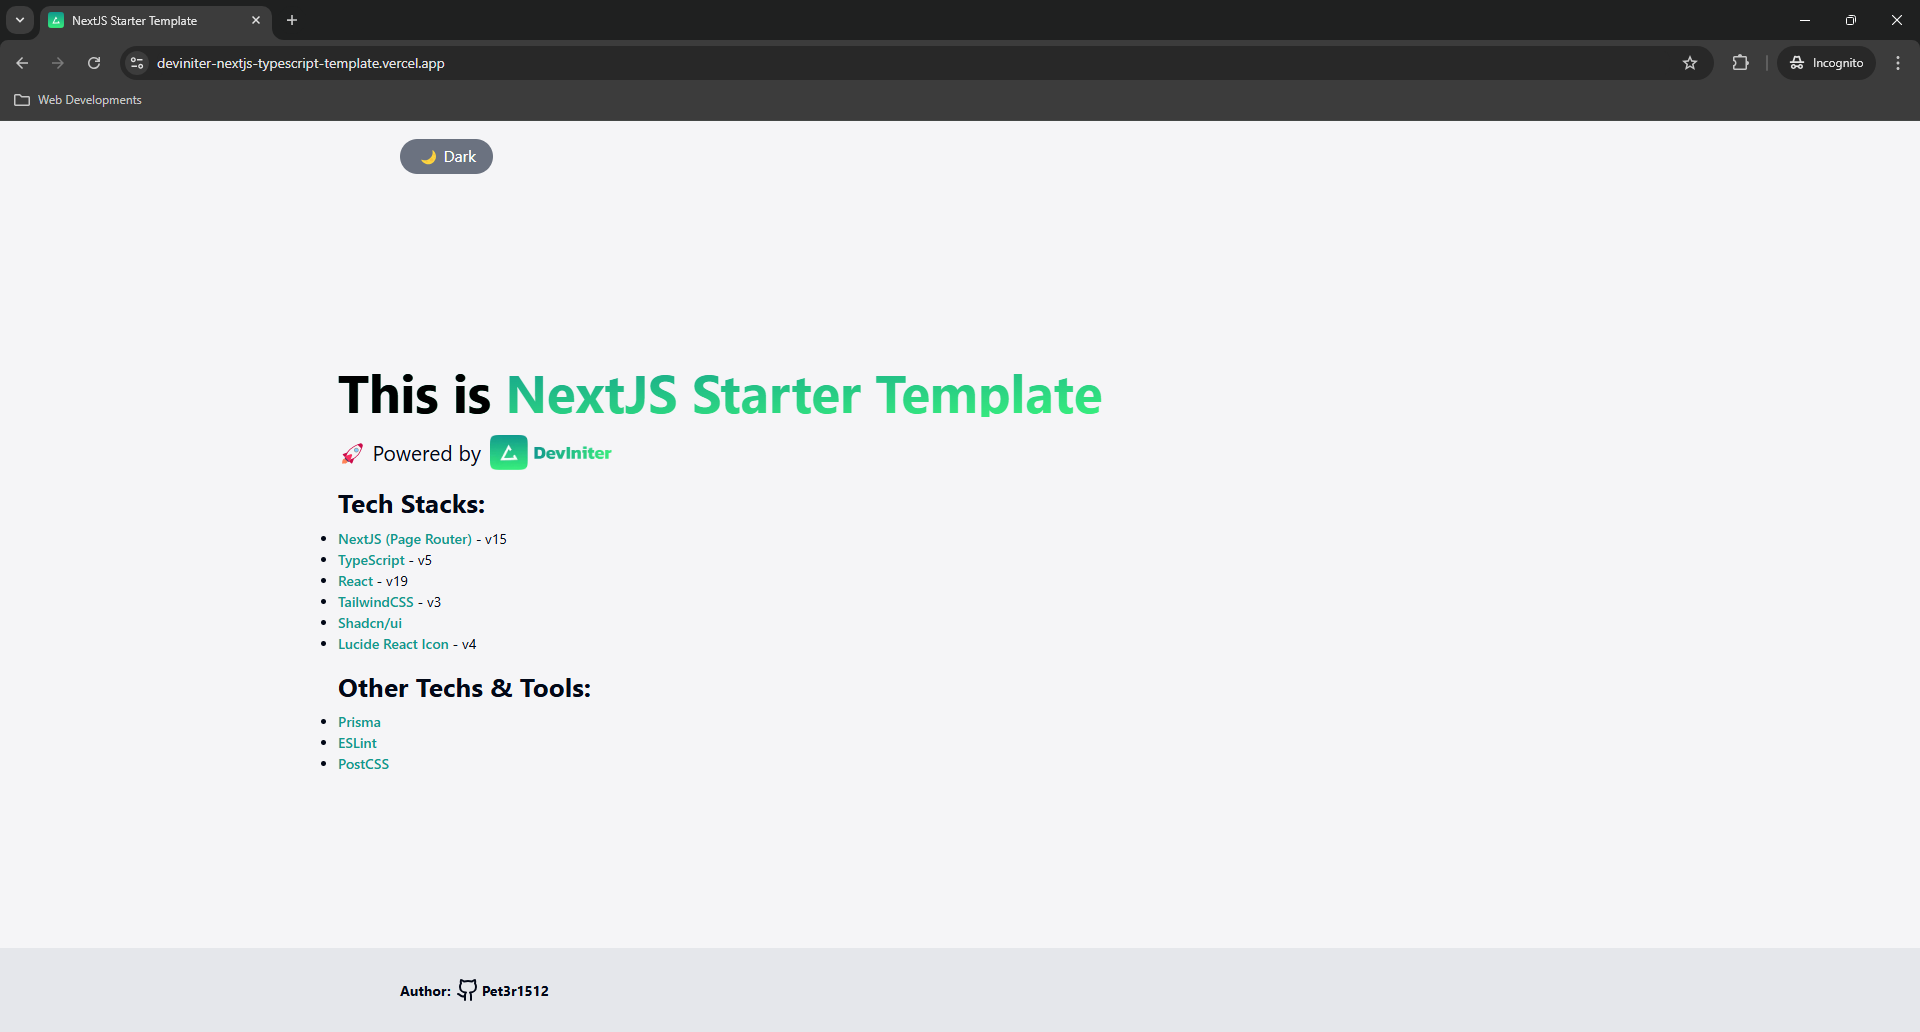 NextJS Starter Template
deviniter-nextjs-typescript-template.vercel.app
Incognito
Web Developments
🌙 Dark
This is NextJS Starter Template
🚀 Powered by DevIniter
Tech Stacks:
• NextJS (Page Router) - v15
• TypeScript - v5
• React - v19
• TailwindCSS - v3
• Shadcn/ui
• Lucide React Icon - v4
Other Techs & Tools:
• Prisma
• ESLint
• PostCSS
Author: Pet3r1512